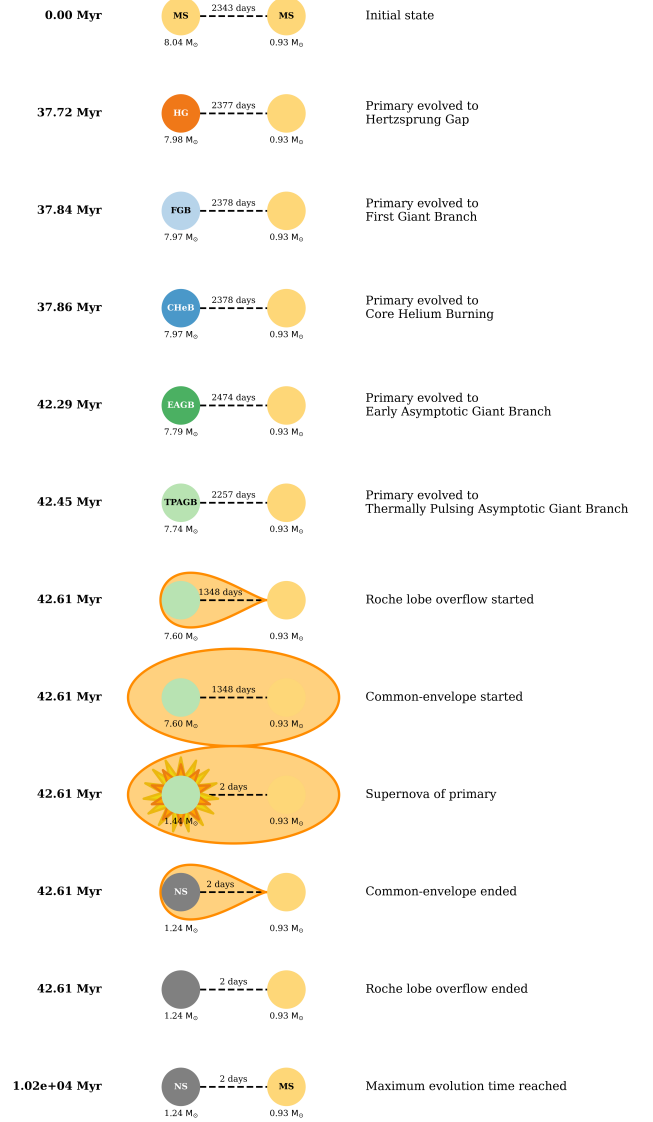 0.00 Myr MS 2343 days MS Initial state
8.04 M☉ 0.93 M☉
37.72 Myr HG 2377 days Primary evolved to
Hertzsprung Gap
7.98 M☉ 0.93 M☉
37.84 Myr FGB 2378 days Primary evolved to
First Giant Branch
7.97 M☉ 0.93 M☉
37.86 Myr CHeB 2378 days Primary evolved to
Core Helium Burning
7.97 M☉ 0.93 M☉
42.29 Myr EAGB 2474 days Primary evolved to
Early Asymptotic Giant Branch
7.79 M☉ 0.93 M☉
42.45 Myr TPAGB 2257 days Primary evolved to
Thermally Pulsing Asymptotic Giant Branch
7.74 M☉ 0.93 M☉
42.61 Myr 1348 days Roche lobe overflow started
7.60 M☉ 0.93 M☉
42.61 Myr 1348 days Common-envelope started
7.60 M☉ 0.93 M☉
42.61 Myr 2 days Supernova of primary
1.44 M☉ 0.93 M☉
42.61 Myr NS 2 days Common-envelope ended
1.24 M☉ 0.93 M☉
42.61 Myr 2 days Roche lobe overflow ended
1.24 M☉ 0.93 M☉
1.02e+04 Myr NS 2 days MS Maximum evolution time reached
1.24 M☉ 0.93 M☉